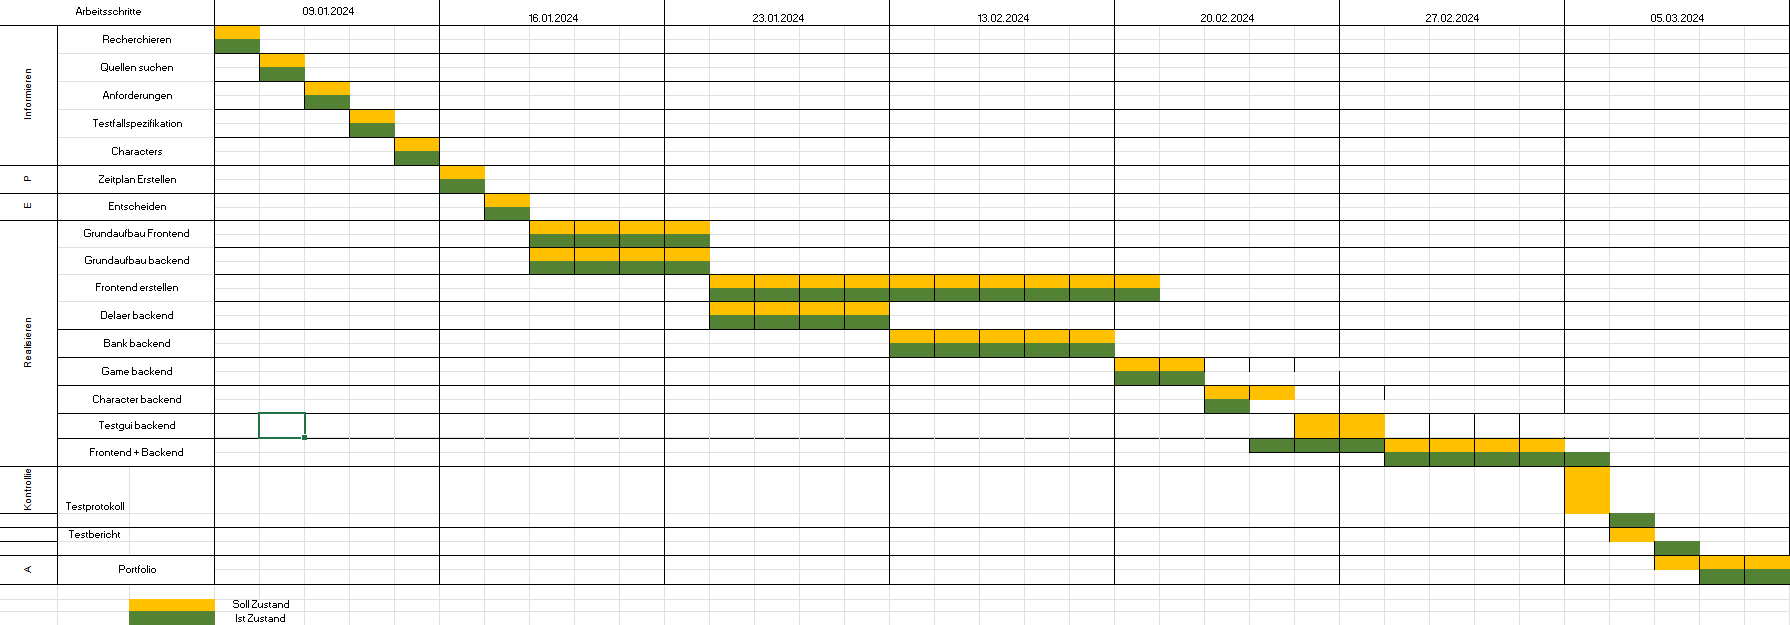 Arbeitsschritte 09.01.2024 16.01.2024 23.01.2024 13.02.2024 20.02.2024 27.02.2024 05.03.2024
Informieren
Recherchieren
Quellen suchen
Anforderungen
Testfallspezifikation
Characters
P Zeitplan Erstellen
E Entscheiden
Realisieren
Grundaufbau Frontend
Grundaufbau backend
Frontend erstellen
Delaer backend
Bank backend
Game backend
Character backend
Testgui backend
Frontend + Backend
Kontrollie
Testprotokoll
Testbericht
A Portfolio
Soll Zustand
Ist Zustand